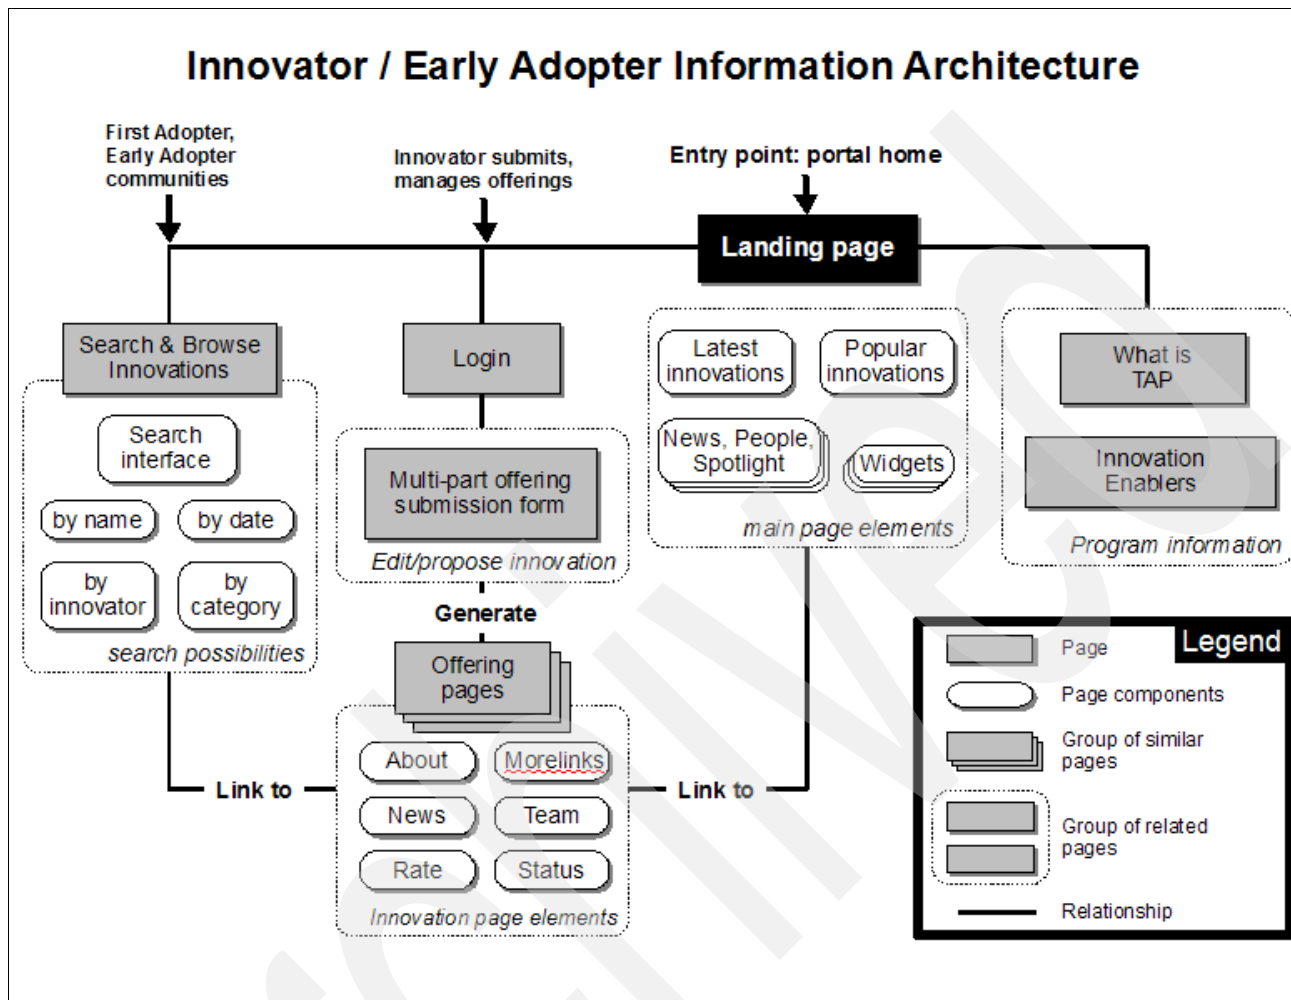 Innovator / Early Adopter Information Architecture
First Adopter,
Early Adopter
communities
Innovator submits,
manages offerings
Entry point: portal home
Landing page
Search & Browse
Innovations
Search
interface
by name
by date
by
innovator
by
category
search possibilities
Login
Multi-part offering
submission form
Edit/propose innovation
Generate
Offering
pages
About
Morelinks
News
Team
Rate
Status
Innovation page elements
Link to
Link to
Latest
innovations
Popular
innovations
News, People,
Spotlight
Widgets
main page elements
What is
TAP
Innovation
Enablers
Program information
Legend
Page
Page components
Group of similar
pages
Group of related
pages
Relationship